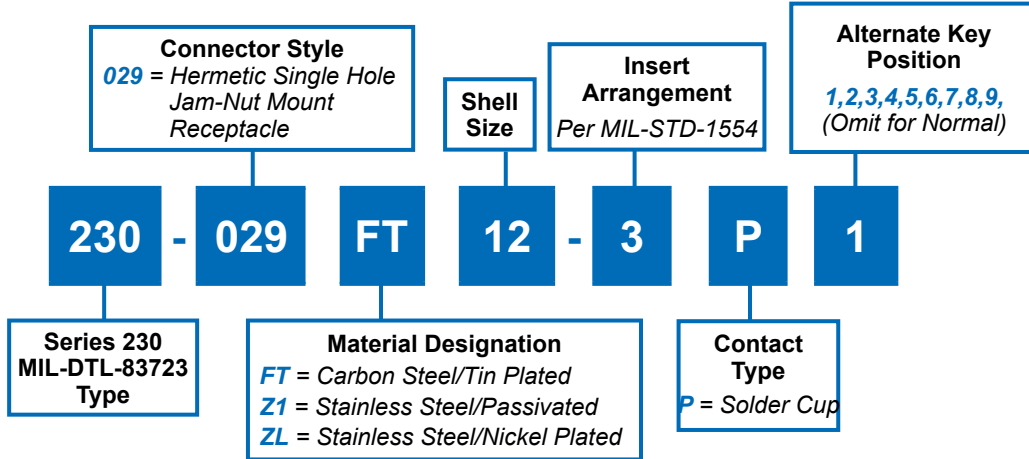 Connector Style
029 = Hermetic Single Hole
Jam-Nut Mount
Receptacle
Shell
Size
Insert
Arrangement
Per MIL-STD-1554
Alternate Key
Position
1,2,3,4,5,6,7,8,9,
(Omit for Normal)
230 - 029 FT 12 - 3 P 1
Series 230
MIL-DTL-83723
Type
Material Designation
FT = Carbon Steel/Tin Plated
Z1 = Stainless Steel/Passivated
ZL = Stainless Steel/Nickel Plated
Contact
Type
P = Solder Cup